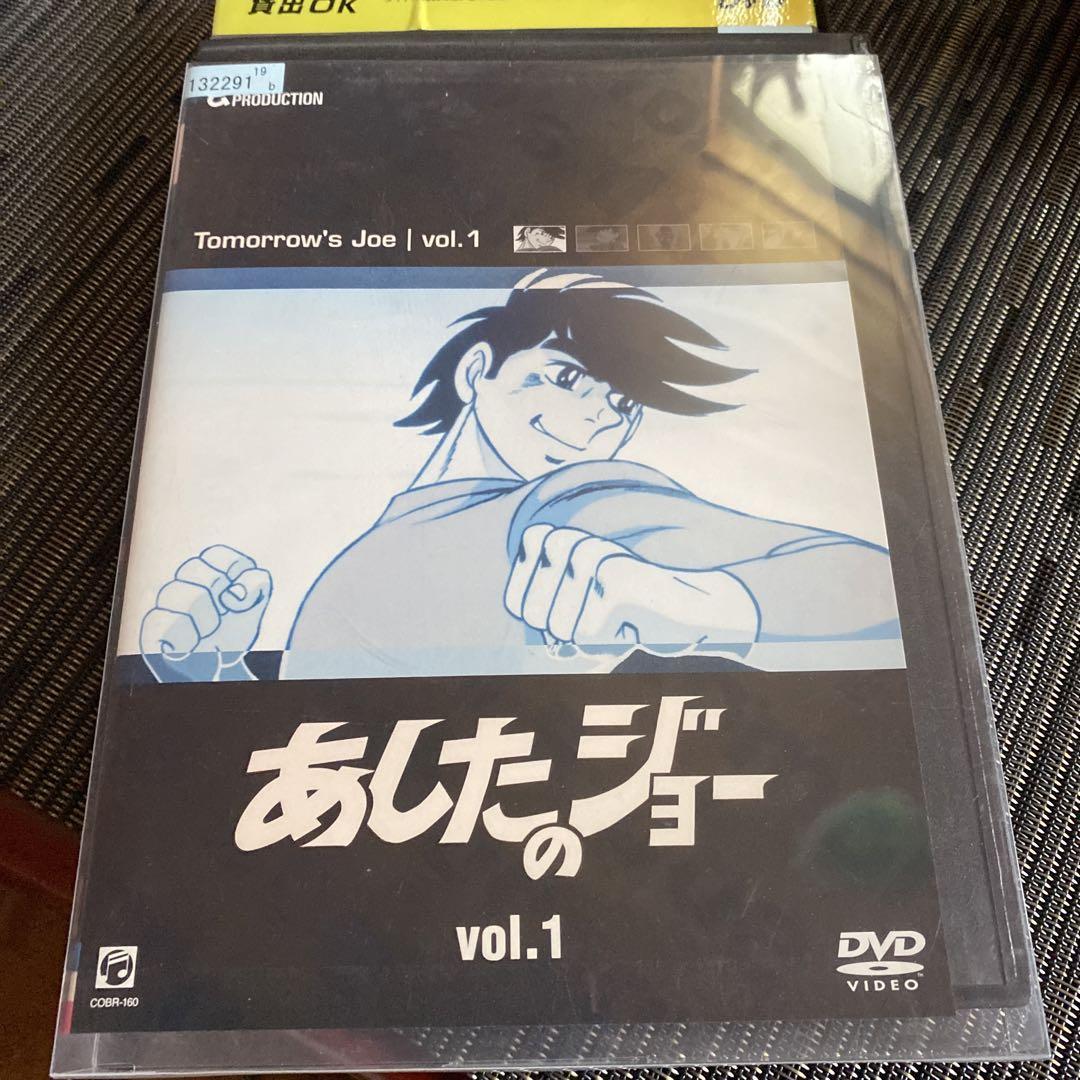 貸出OK
132291 19 b
PRODUCTION
Tomorrow's Joe | vol.1
あしたのジョー
vol.1
COBR-160
DVD
VIDEO